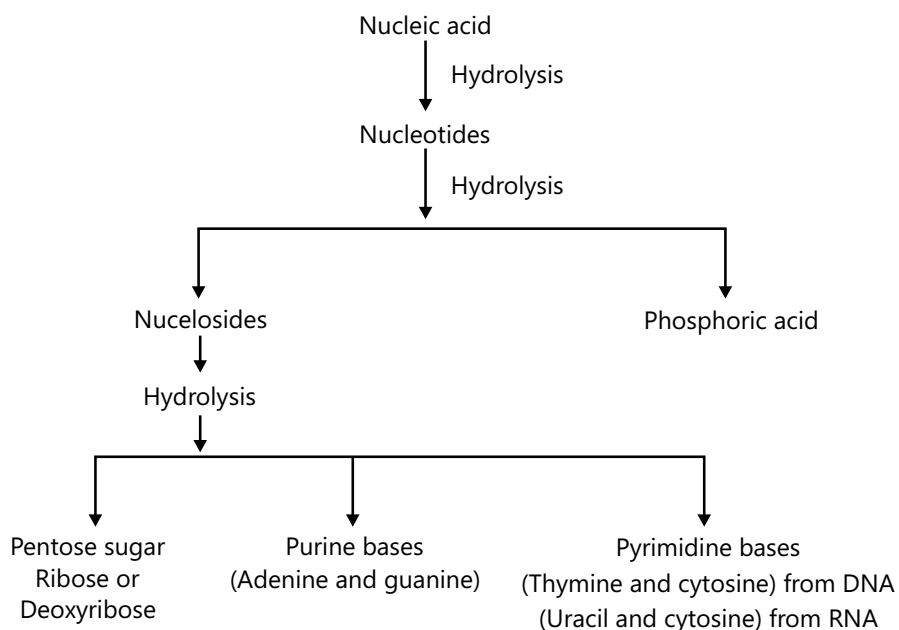 Nucleic acid
Hydrolysis
Nucleotides
Hydrolysis
Nucelosides
Phosphoric acid
Hydrolysis
Pentose sugar
Ribose or
Deoxyribose
Purine bases
(Adenine and guanine)
Pyrimidine bases
(Thymine and cytosine) from DNA
(Uracil and cytosine) from RNA